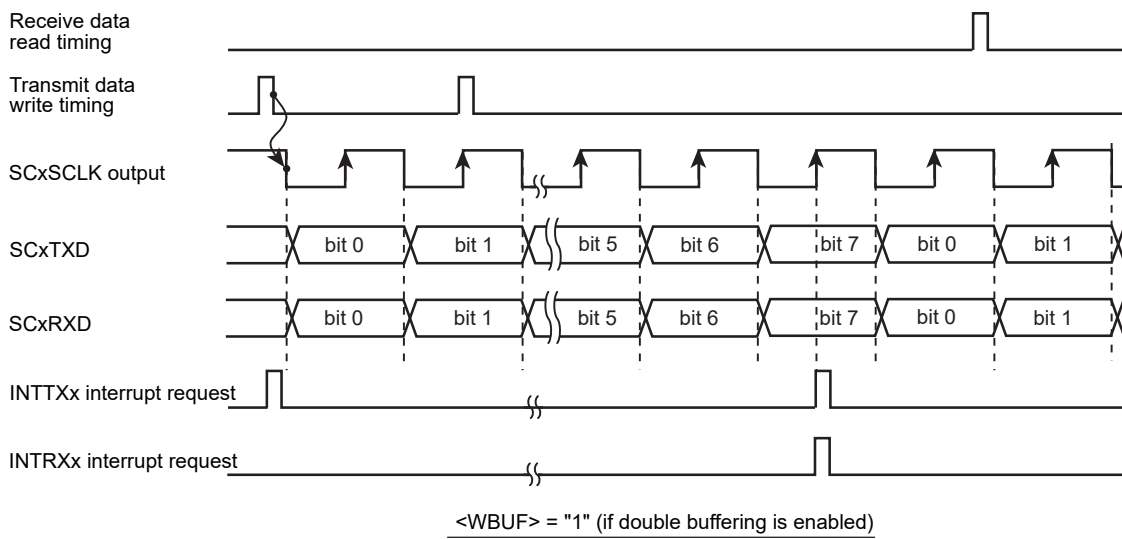 Receive data
read timing
Transmit data
write timing
SCxSCLK output
SCxTXD
bit 0 bit 1 bit 5 bit 6 bit 7 bit 0 bit 1
SCxRXD
bit 0 bit 1 bit 5 bit 6 bit 7 bit 0 bit 1
INTTXx interrupt request
INTRXx interrupt request
<WBUF> = "1" (if double buffering is enabled)